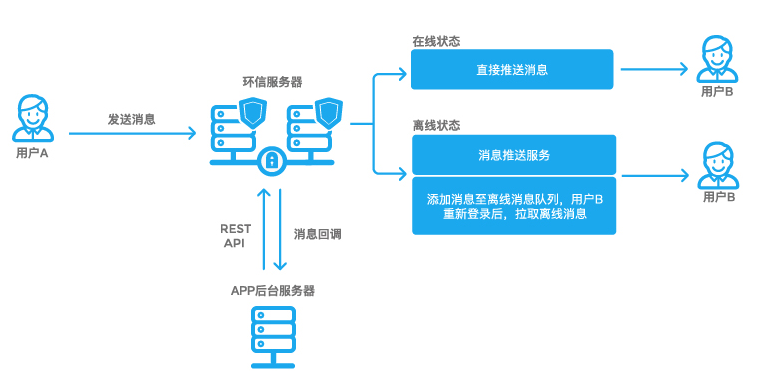 在线状态
直接推送消息
用户B
环信服务器
发送消息
用户A
离线状态
消息推送服务
添加消息至离线消息队列，用户B
重新登录后，拉取离线消息
用户B
REST
API
消息回调
APP后台服务器